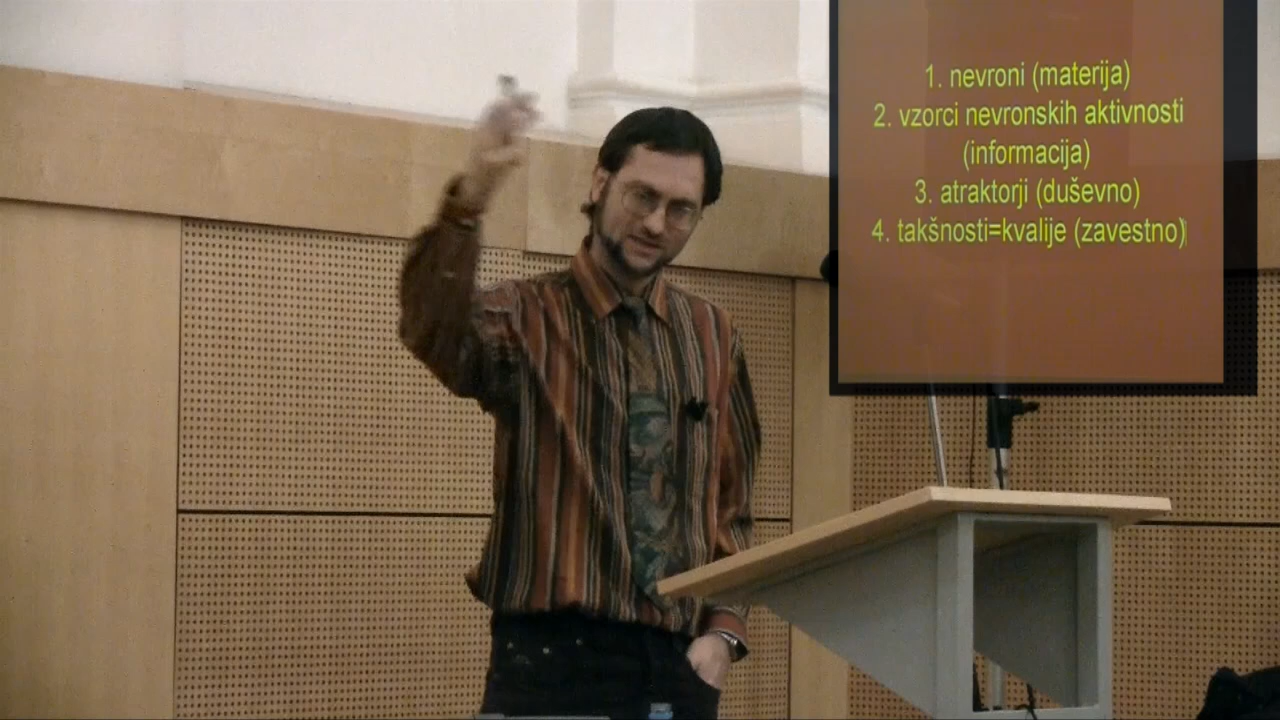 1. nevroni (materija)
2. vzorci nevronskih aktivnosti
(informacija)
3. atraktorji (duševno)
4. takšnosti=kvalije (zavestno)